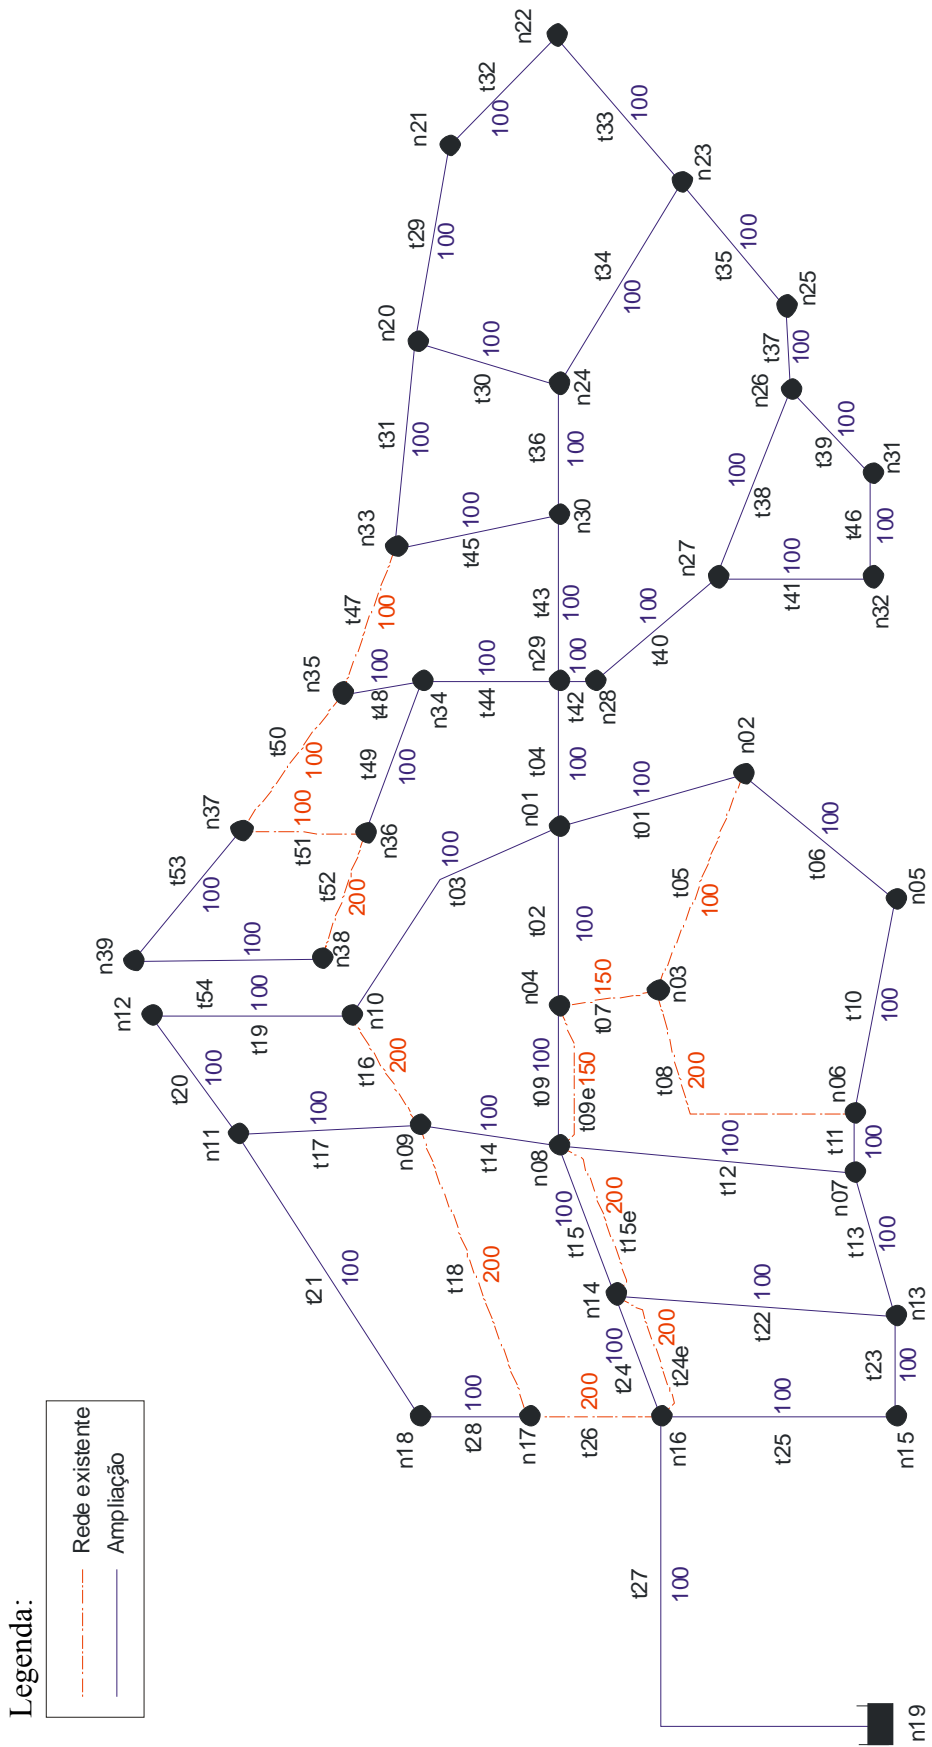 Legenda:
Rede existente
Ampliação
n22
t32
100
n21
t33
100
n23
t29
100
n20
t34
100
t35
100
n25
t30
100
n24
t37
100
n26
t31
100
t36
100
t39
100
n31
n33
t45
100
n30
t38
100
t46
100
n27
t41
100
n32
t47
100
n35
t43
100
t40
100
t48
100
n34
t44
100
n29
t42
100
n28
t50
100
t49
100
n37
t51
100
n36
t04
100
n01
t01
100
n02
t53
100
t52
200
t03
100
t05
100
t06
100
n05
n39
n38
t54
100
t02
100
n12
t19
n10
n04
t07
150
n03
t10
100
t20
100
t16
200
t09
100
t09e
150
t08
200
n06
n11
t17
100
n09
t14
100
n08
t12
100
t11
100
n07
t21
100
t18
200
t15
100
t15e
200
n14
t13
100
n13
t22
100
t24
100
t24e
200
t23
100
n18
t28
100
n17
t26
200
n16
t25
100
n15
t27
100
n19